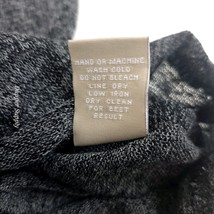 HAND OR MACHINE
WASH COLD
DO NOT BLEACH
LINE DRY
LOW IRON
DRY CLEAN
FOR BEST
RESULT